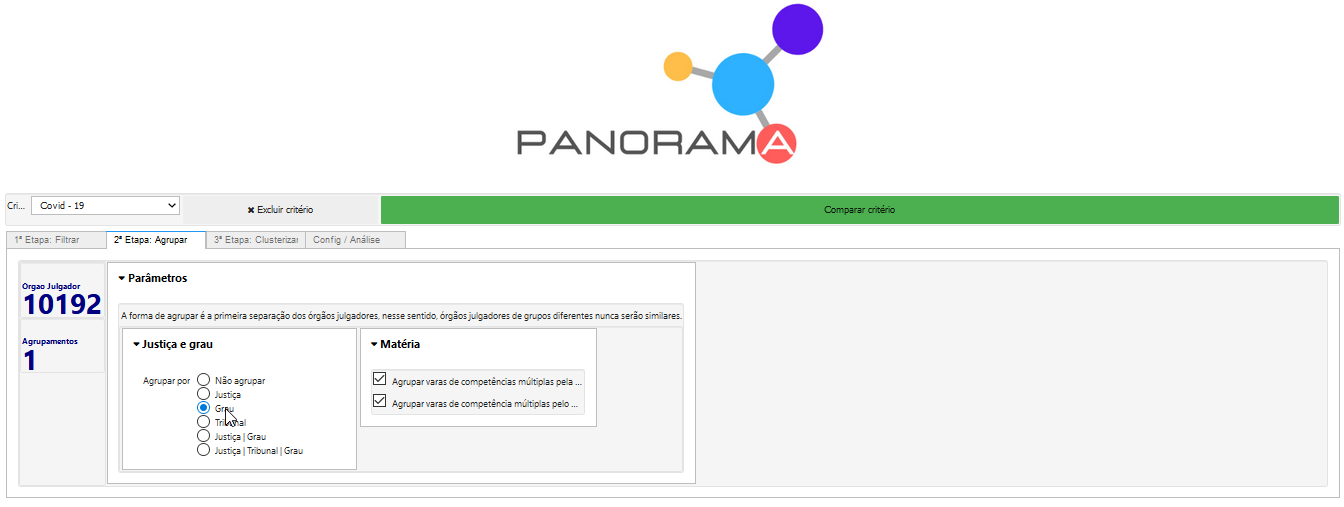 PANORAMA
Cri... Covid - 19 ✖ Excluir critério Comparar critério
1ª Etapa: Filtrar 2ª Etapa: Agrupar 3ª Etapa: Clusterizar Config / Análise
Orgao Julgador
10192
Agrupamentos
1
Parâmetros
A forma de agrupar é a primeira separação dos órgãos julgadores, nesse sentido, órgãos julgadores de grupos diferentes nunca serão similares.
Justiça e grau
Agrupar por
Não agrupar
Justiça
Grau
Tribunal
Justiça | Grau
Justiça | Tribunal | Grau
Matéria
Agrupar varas de competências múltiplas pela ...
Agrupar varas de competência múltiplas pelo ...